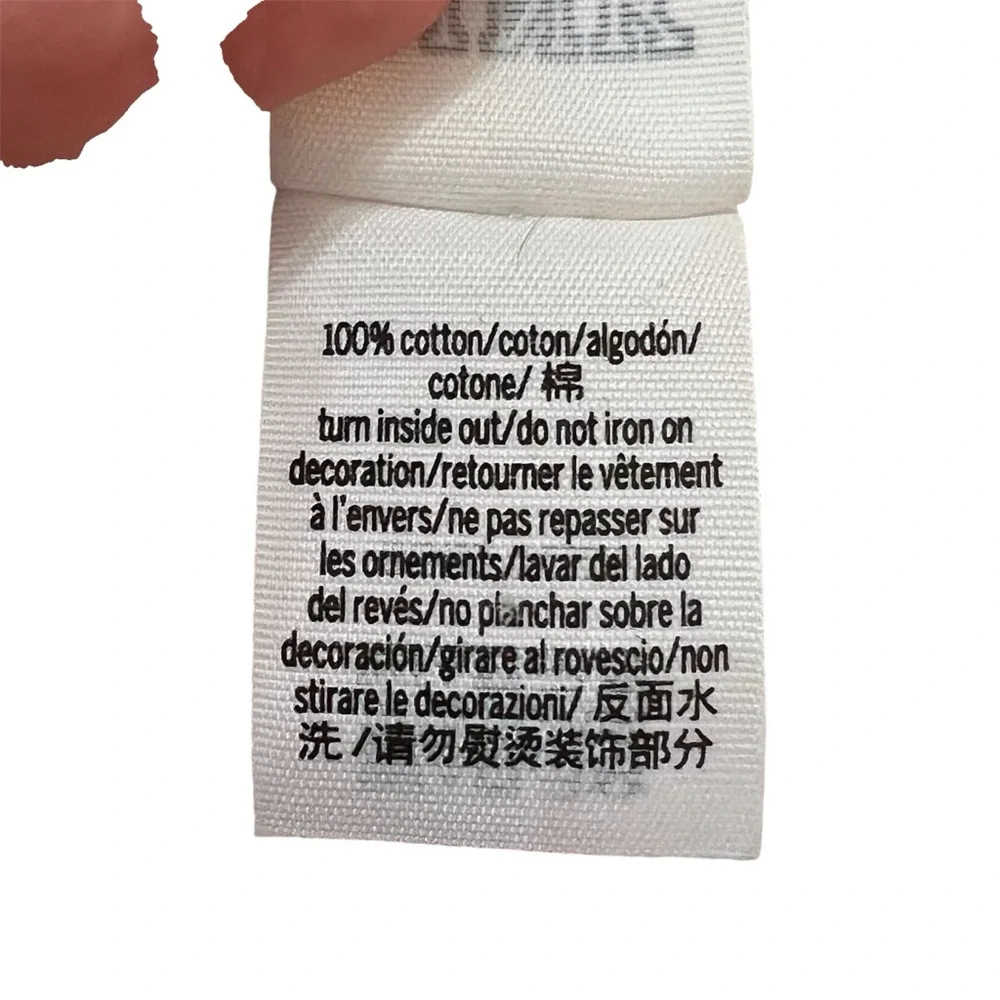 100% cotton/coton/algodón/
cotone/ 棉
turn inside out/do not iron on
decoration/retourner le vêtement
à l'envers/ne pas repasser sur
les ornements/lavar del lado
del revés/no planchar sobre la
decoración/girare al rovescio/non
stirare le decorazioni/ 反面水
洗 /请勿熨烫装饰部分